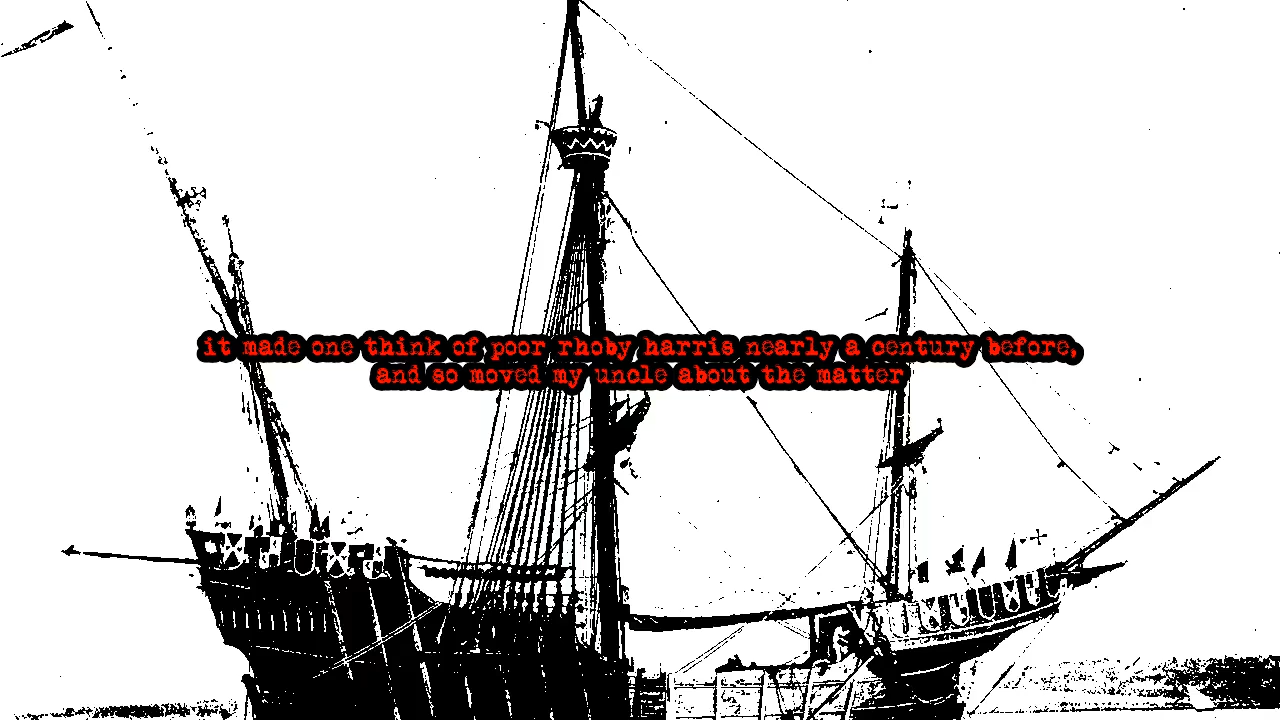 it made one think of poor rhoby harris nearly a century before,
and so moved my uncle about the matter